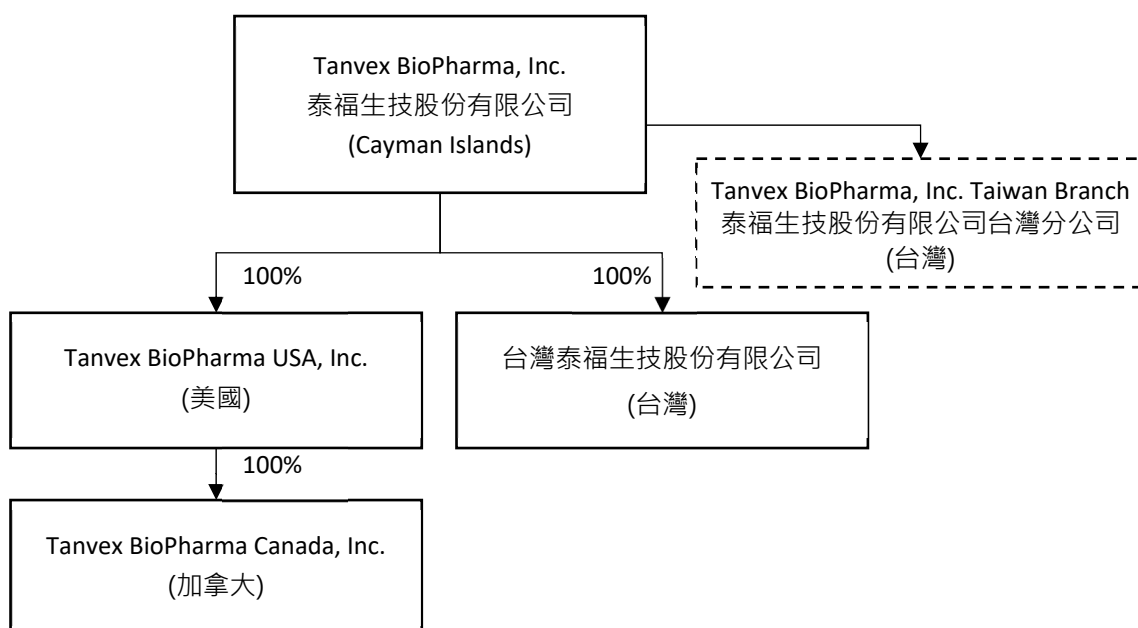 Tanvex BioPharma, Inc.
泰福生技股份有限公司
(Cayman Islands)
Tanvex BioPharma, Inc. Taiwan Branch
泰福生技股份有限公司台灣分公司
(台灣)
100%
100%
Tanvex BioPharma USA, Inc.
(美國)
台灣泰福生技股份有限公司
(台灣)
100%
Tanvex BioPharma Canada, Inc.
(加拿大)